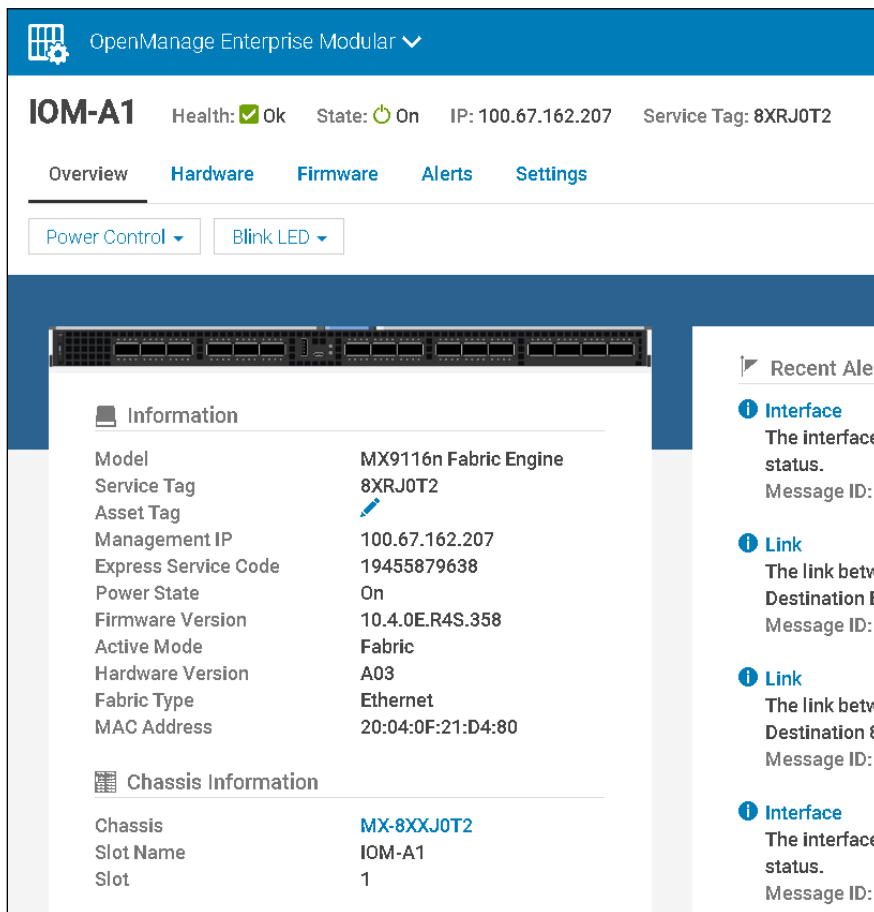 OpenManage Enterprise Modular
IOM-A1 Health: Ok State: On IP: 100.67.162.207 Service Tag: 8XRJ0T2
Overview Hardware Firmware Alerts Settings
Power Control Blink LED
Information
Model MX9116n Fabric Engine
Service Tag 8XRJ0T2
Asset Tag
Management IP 100.67.162.207
Express Service Code 19455879638
Power State On
Firmware Version 10.4.0E.R4S.358
Active Mode Fabric
Hardware Version A03
Fabric Type Ethernet
MAC Address 20:04:0F:21:D4:80
Chassis Information
Chassis MX-8XXJ0T2
Slot Name IOM-A1
Slot 1
Recent Ale
Interface
The interface
status.
Message ID:
Link
The link betw
Destination
Message ID:
Link
The link betw
Destination 8
Message ID:
Interface
The interface
status.
Message ID: